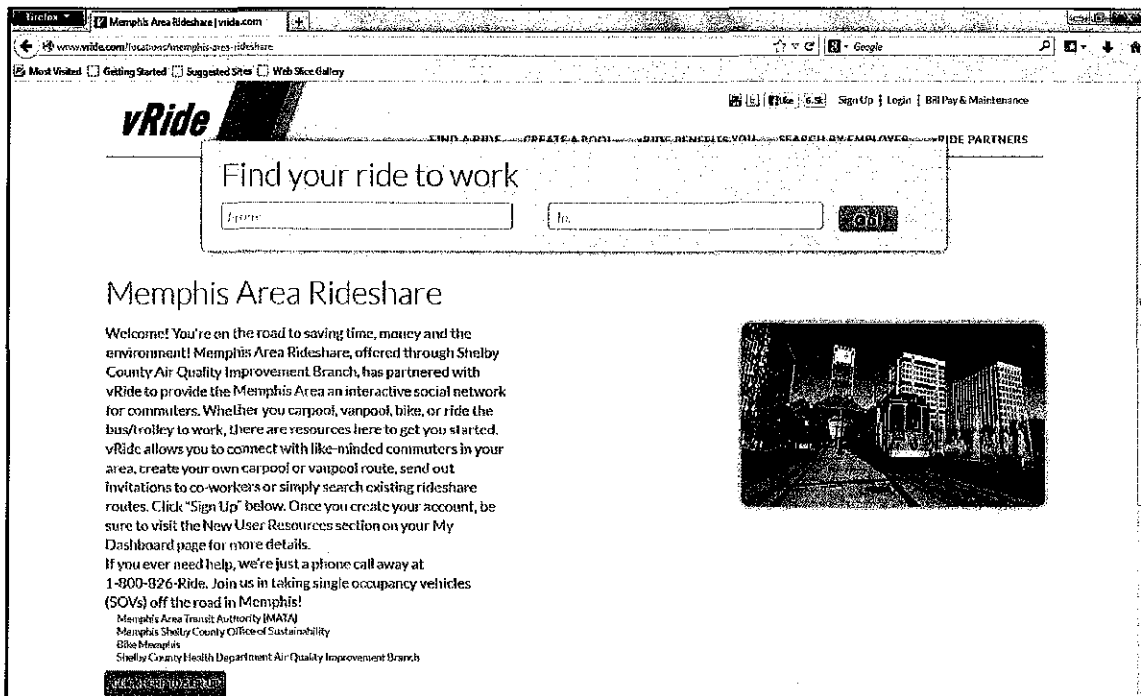 Firefox
Memphis Area Rideshare | vride.com
www.vride.com/locations/memphis-area-rideshare
Google
Most Visited Getting Started Suggested Sites Web Slice Gallery
vRide
Like 6.5k Sign Up | Login | Bill Pay & Maintenance
FIND A RIDE CREATE A POOL vRIDE BENEFITS YOU SEARCH BY EMPLOYER vRIDE PARTNERS
Find your ride to work
From:
To:
Go!
Memphis Area Rideshare
Welcome! You're on the road to saving time, money and the
environment! Memphis Area Rideshare, offered through Shelby
County Air Quality Improvement Branch, has partnered with
vRide to provide the Memphis Area an interactive social network
for commuters. Whether you carpool, vanpool, bike, or ride the
bus/trolley to work, there are resources here to get you started.
vRide allows you to connect with like-minded commuters in your
area, create your own carpool or vanpool route, send out
invitations to co-workers or simply search existing rideshare
routes. Click "Sign Up" below. Once you create your account, be
sure to visit the New User Resources section on your My
Dashboard page for more details.
If you ever need help, we're just a phone call away at
1-800-826-Ride. Join us in taking single occupancy vehicles
(SOVs) off the road in Memphis!
Memphis Area Transit Authority (MATA)
Memphis Shelby County Office of Sustainability
Bike Memphis
Shelby County Health Department Air Quality Improvement Branch